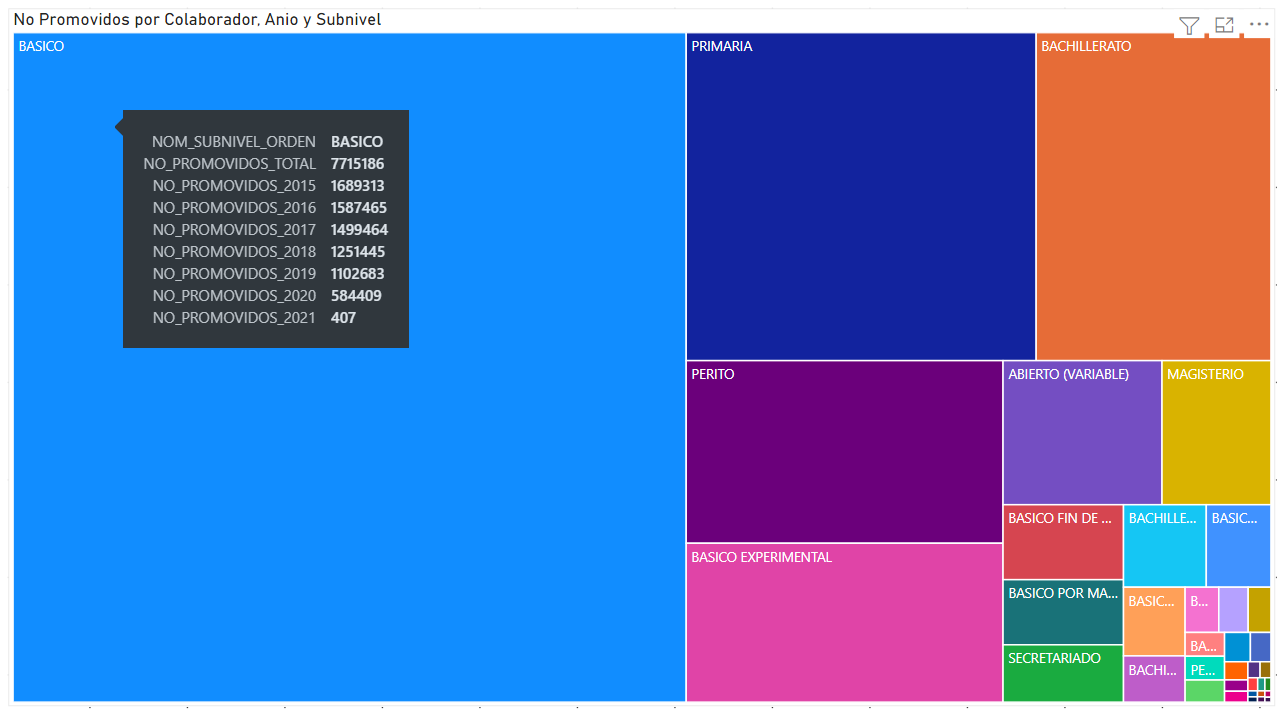 No Promovidos por Colaborador, Anio y Subnivel
BASICO
NOM_SUBNIVEL_ORDEN BASICO
NO_PROMOVIDOS_TOTAL 7715186
NO_PROMOVIDOS_2015 1689313
NO_PROMOVIDOS_2016 1587465
NO_PROMOVIDOS_2017 1499464
NO_PROMOVIDOS_2018 1251445
NO_PROMOVIDOS_2019 1102683
NO_PROMOVIDOS_2020 584409
NO_PROMOVIDOS_2021 407
PRIMARIA
BACHILLERATO
PERITO
BASICO EXPERIMENTAL
ABIERTO (VARIABLE)
MAGISTERIO
BASICO FIN DE ...
BASICO POR MA...
SECRETARIADO
BACHILLE...
BASIC...
BASIC...
BACHI...
B...
BA...
PE...